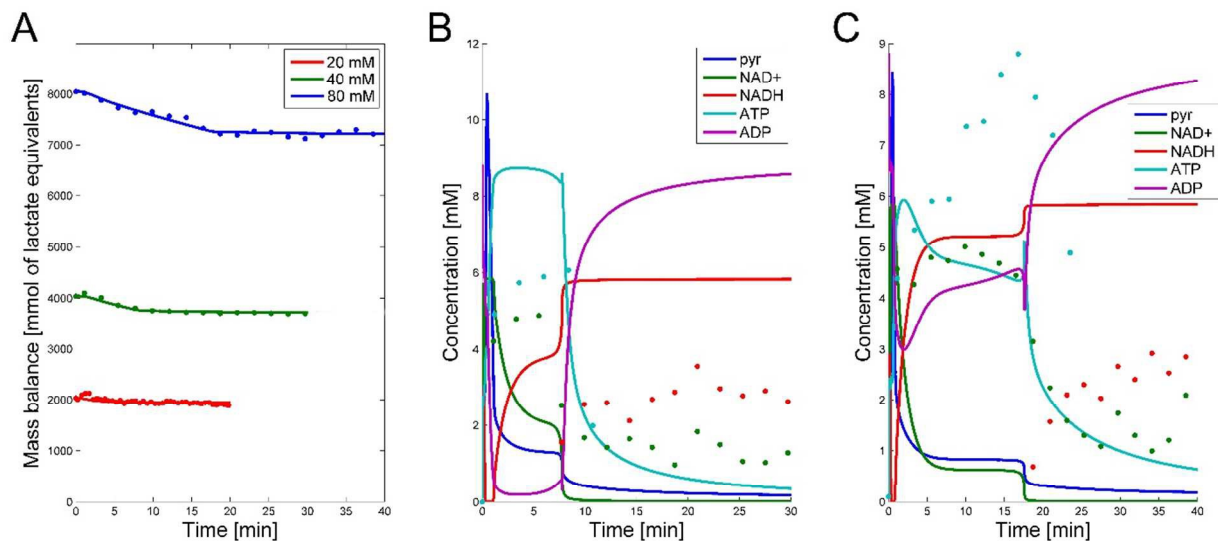 A
Mass balance [mmol of lactate equivalents]
8000
7000
6000
5000
4000
3000
2000
1000
0
20 mM
40 mM
80 mM
0 10 20 30 40
Time [min]
B
Concentration [mM]
12
10
8
6
4
2
0
pyr
NAD+
NADH
ATP
ADP
0 5 10 15 20 25 30
Time [min]
C
Concentration [mM]
9
8
7
6
5
4
3
2
1
0
pyr
NAD+
NADH
ATP
ADP
0 5 10 15 20 25 30 35 40
Time [min]